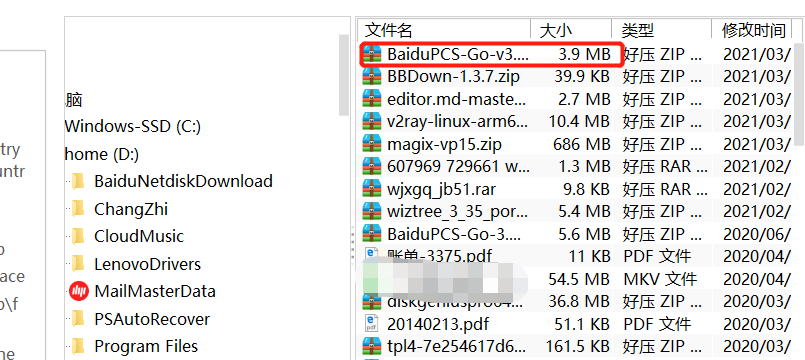 文件名 大小 类型 修改时间
BaiduPCS-Go-v3.... 3.9 MB 好压 ZIP ... 2021/03/
BBDown-1.3.7.zip 39.9 KB 好压 ZIP ... 2021/03/
脑 editor.md-maste... 2.7 MB 好压 ZIP ... 2021/03/
Windows-SSD (C:) v2ray-linux-arm6... 10.4 MB 好压 ZIP ... 2021/03/
try home (D:) magix-vp15.zip 686 MB 好压 ZIP ... 2021/03/
untr BaiduNetdiskDownload 607969 729661 w... 1.3 MB 好压 RAR ... 2021/02/
ChangZhi wjxgq_jb51.rar 9.8 KB 好压 RAR ... 2021/02/
CloudMusic wiztree_3_35_por... 5.4 MB 好压 ZIP ... 2021/02/
BaiduPCS-Go-3.... 5.6 MB 好压 ZIP ... 2020/06/
LenovoDrivers 账单-3375.pdf 11 KB PDF 文件 2020/04/
ace MailMasterData 54.5 MB MKV 文件 2020/04/
\f PSAutoRecover 36.8 MB 好压 ZIP ... 2020/03/
20140213.pdf 51.1 KB PDF 文件 2020/03/
ne Program Files tpl4-7e254617d6... 161.5 KB 好压 ZIP ... 2020/03/